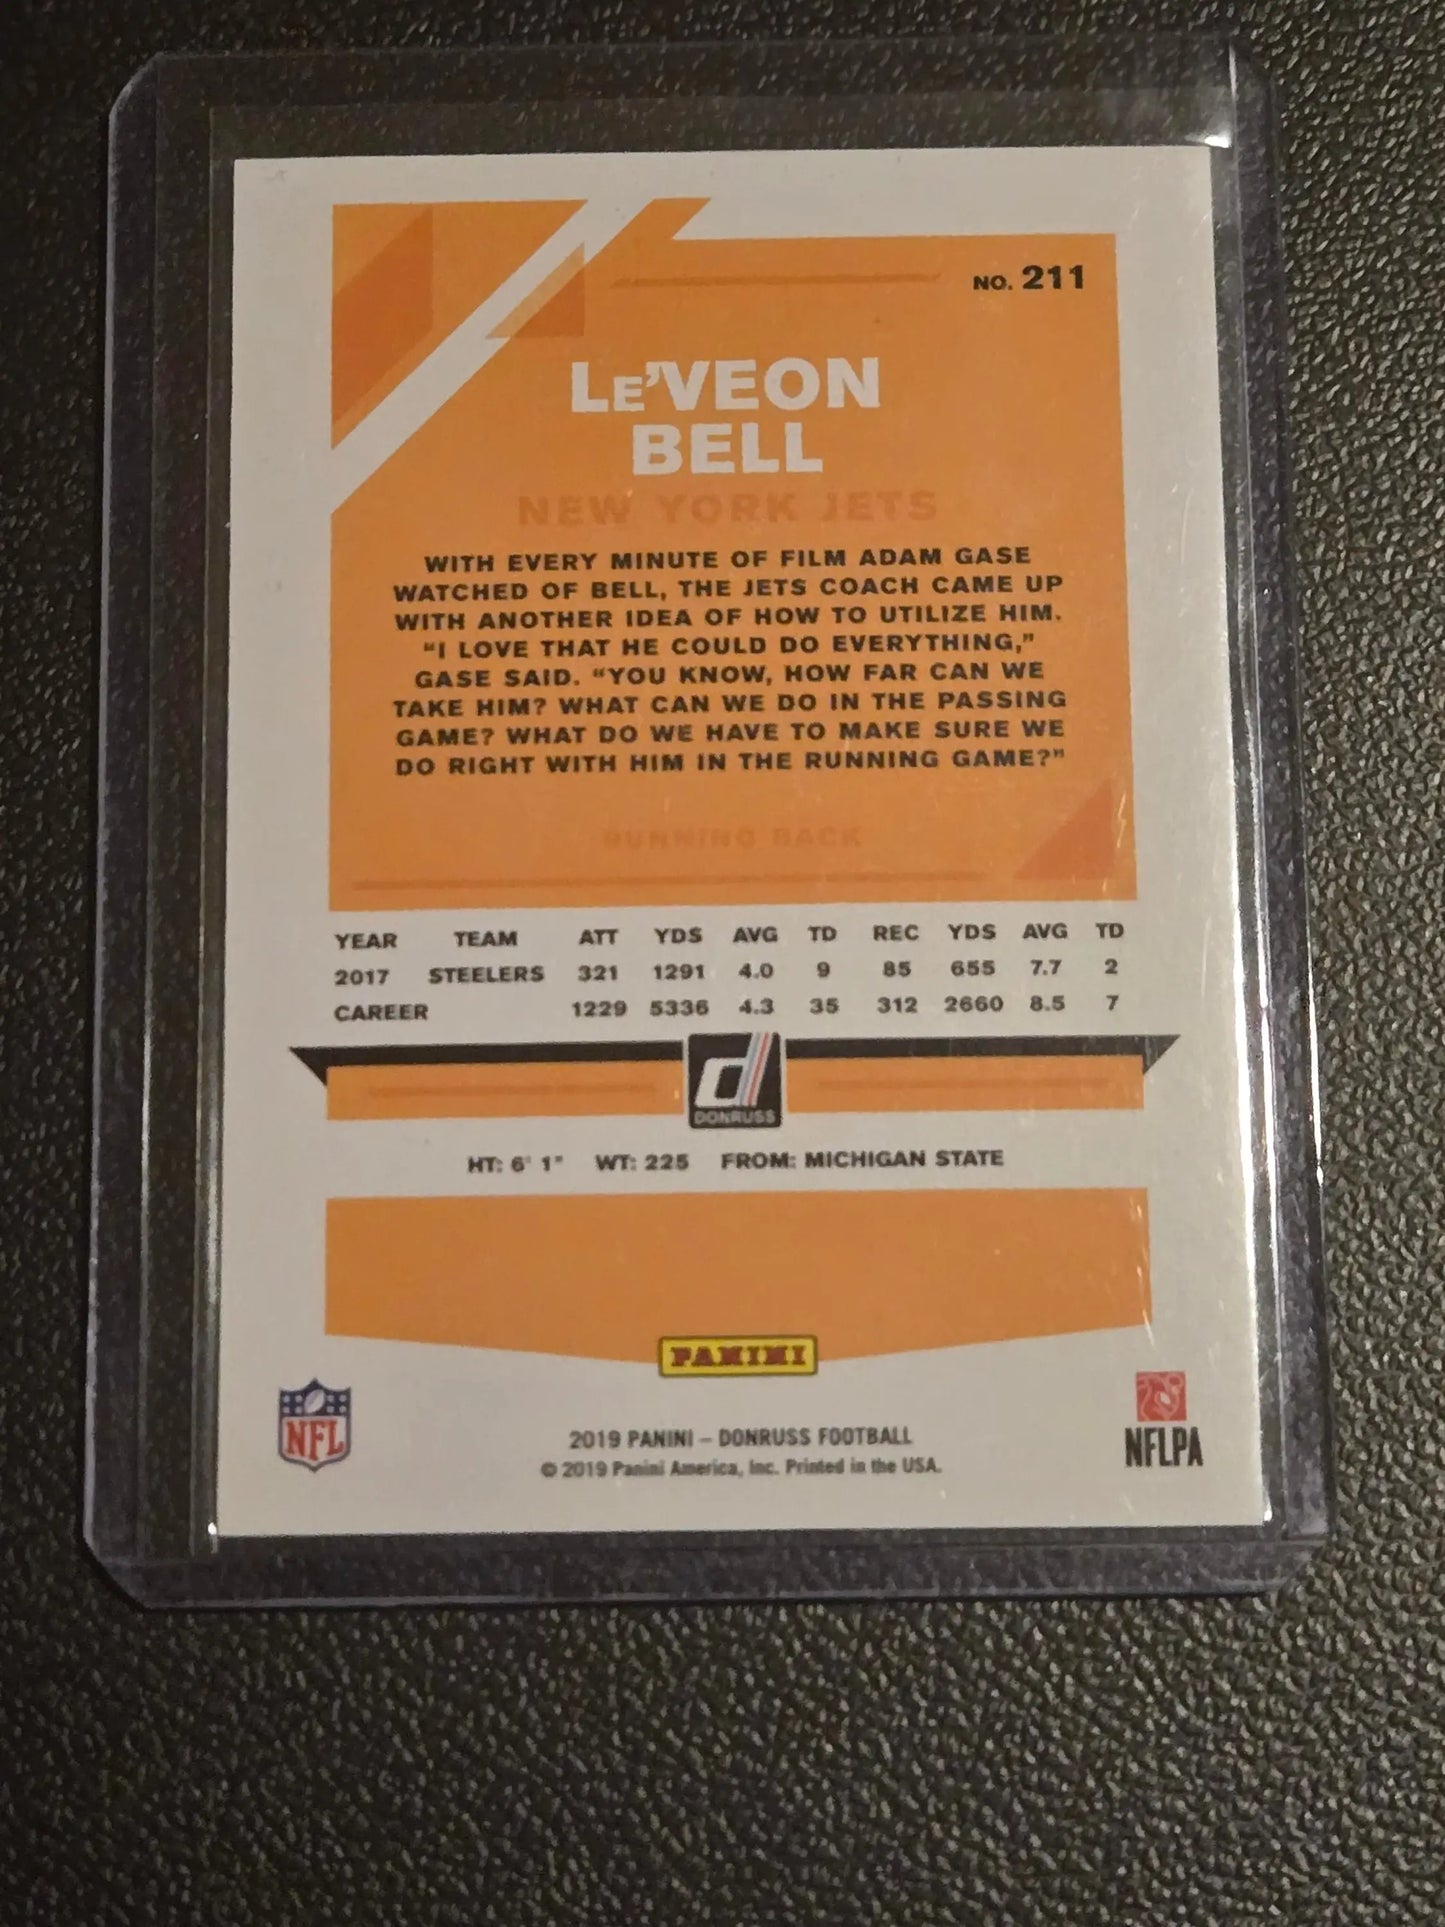 NO. 211
LE'VEON
BELL
NEW YORK JETS
WITH EVERY MINUTE OF FILM ADAM GASE
WATCHED OF BELL, THE JETS COACH CAME UP
WITH ANOTHER IDEA OF HOW TO UTILIZE HIM.
"I LOVE THAT HE COULD DO EVERYTHING,"
GASE SAID. "YOU KNOW, HOW FAR CAN WE
TAKE HIM? WHAT CAN WE DO IN THE PASSING
GAME? WHAT DO WE HAVE TO MAKE SURE WE
DO RIGHT WITH HIM IN THE RUNNING GAME?"
RUNNING BACK
YEAR TEAM ATT YDS AVG TD REC YDS AVG TD
2017 STEELERS 321 1291 4.0 9 85 655 7.7 2
CAREER 1229 5336 4.3 35 312 2660 8.5 7
d
DONRUSS
HT: 6' 1" WT: 225 FROM: MICHIGAN STATE
PANINI
NFL
NFLPA
2019 PANINI – DONRUSS FOOTBALL
© 2019 Panini America, Inc. Printed in the USA.